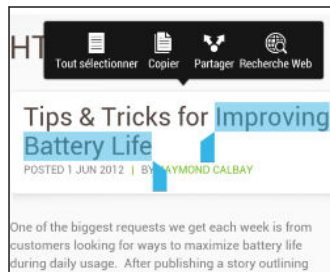 HT
Tout sélectionner Copier Partager Recherche Web
Tips & Tricks for Improving
Battery Life
POSTED 1 JUN 2012 | BY RAYMOND CALBAY
One of the biggest requests we get each week is from
customers looking for ways to maximize battery life
during daily usage. After publishing a story outlining